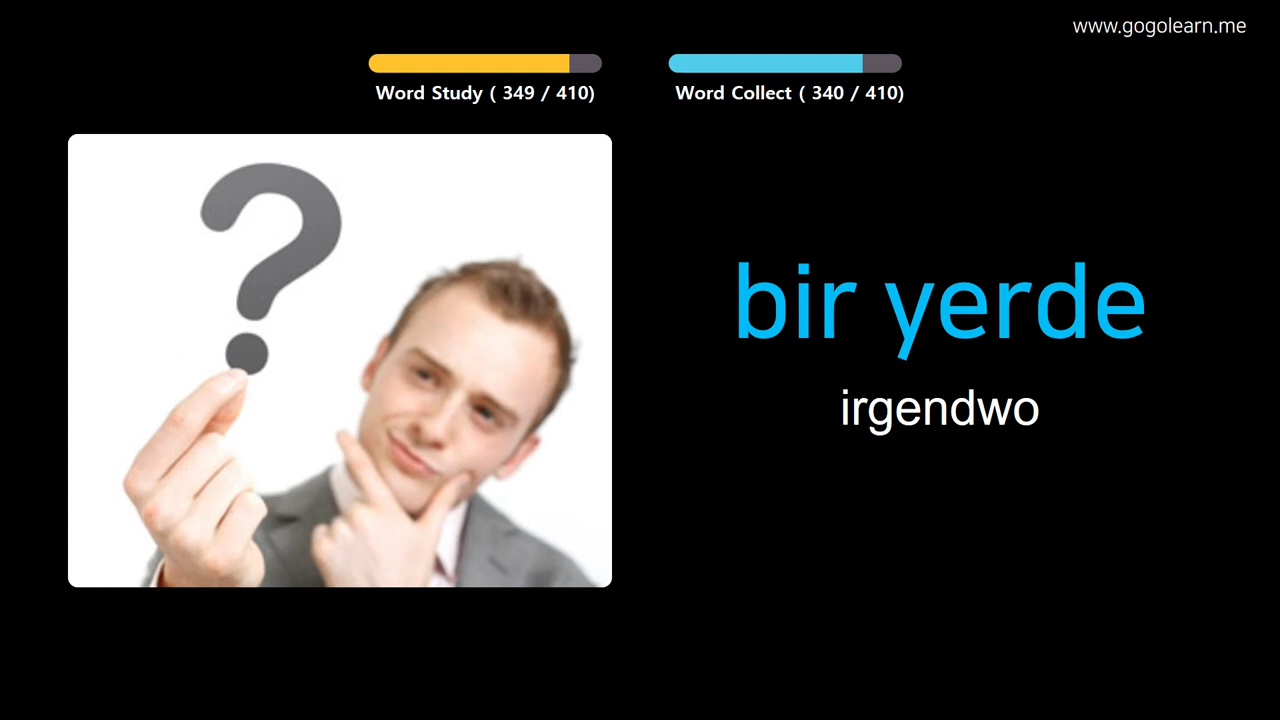 www.gogolearn.me
Word Study ( 349 / 410)
Word Collect ( 340 / 410)
?
bir yerde
irgendwo